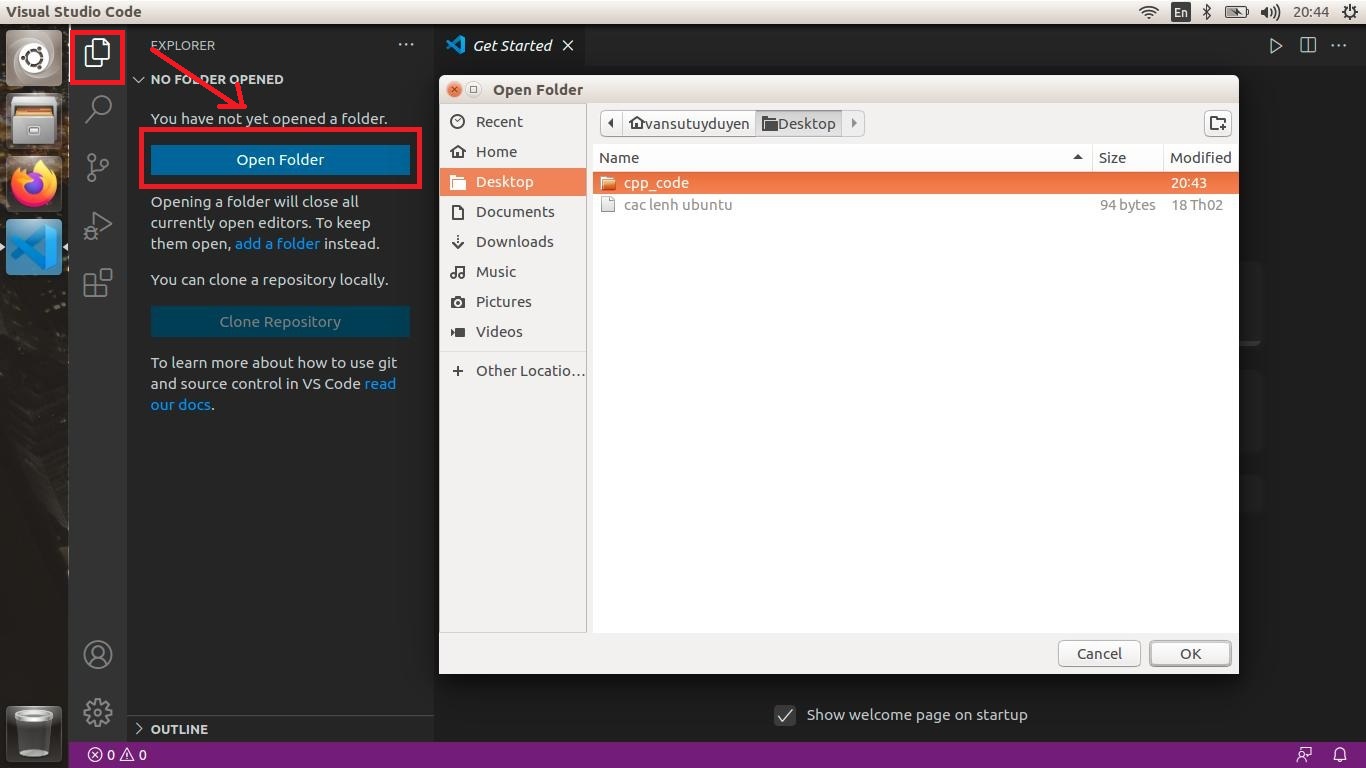 Visual Studio Code
En
20:44
EXPLORER
Get Started
NO FOLDER OPENED
You have not yet opened a folder.
Open Folder
Opening a folder will close all
currently open editors. To keep
them open, add a folder instead.
You can clone a repository locally.
Clone Repository
To learn more about how to use git
and source control in VS Code read
our docs.
OUTLINE
0
0
Open Folder
Recent
Home
Desktop
Documents
Downloads
Music
Pictures
Videos
Other Locatio...
vansutuyduyen
Desktop
Name Size Modified
cpp_code 20:43
cac lenh ubuntu 94 bytes 18 Th02
Cancel
OK
Show welcome page on startup